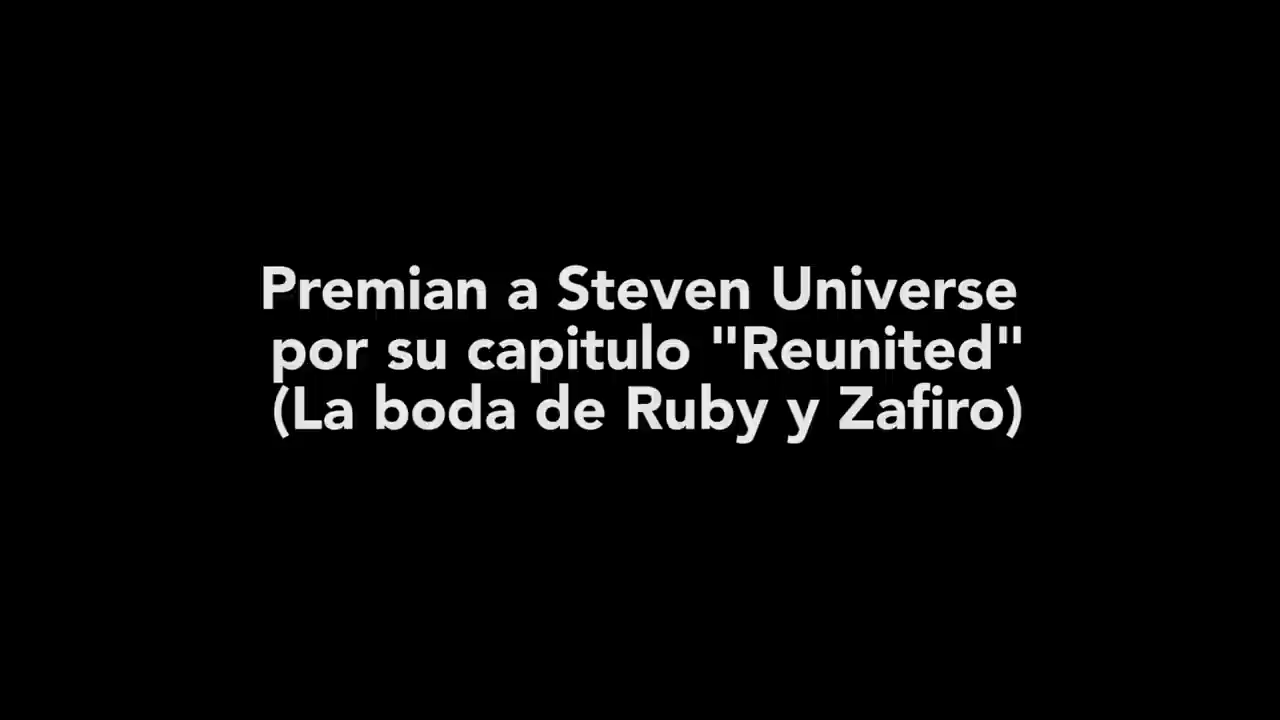 Premian a Steven Universe
por su capitulo "Reunited"
(La boda de Ruby y Zafiro)